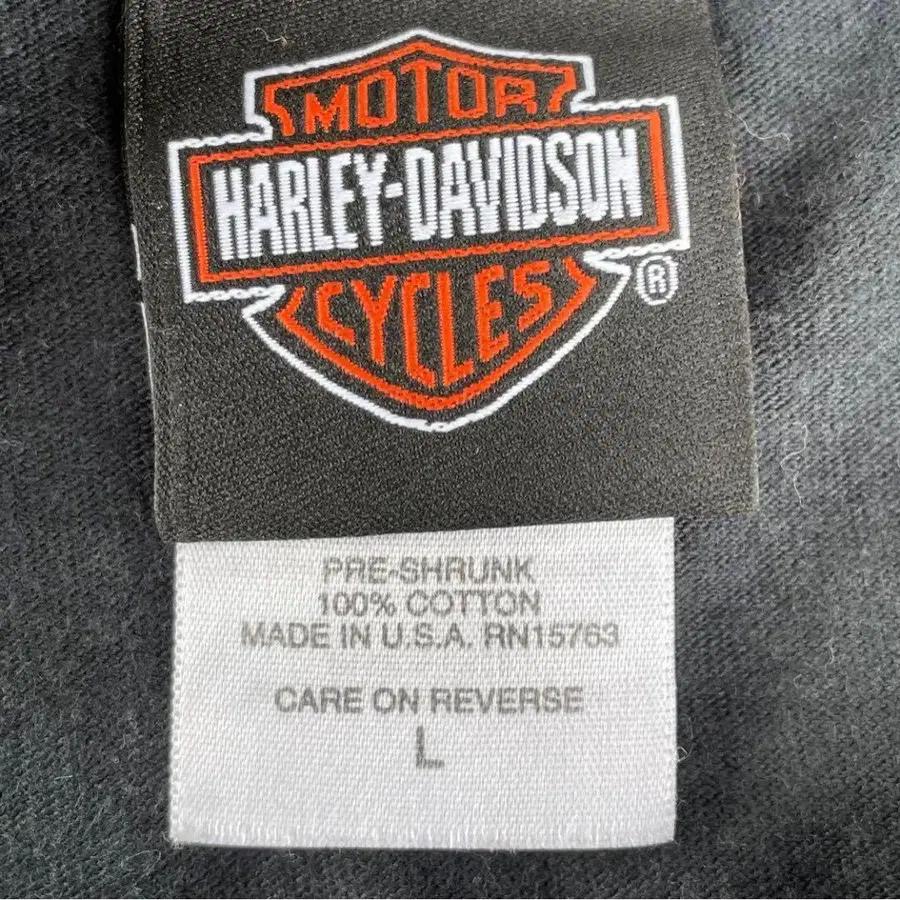 MOTOR
HARLEY-DAVIDSON
CYCLES
®
PRE-SHRUNK
100% COTTON
MADE IN U.S.A. RN15763
CARE ON REVERSE
L